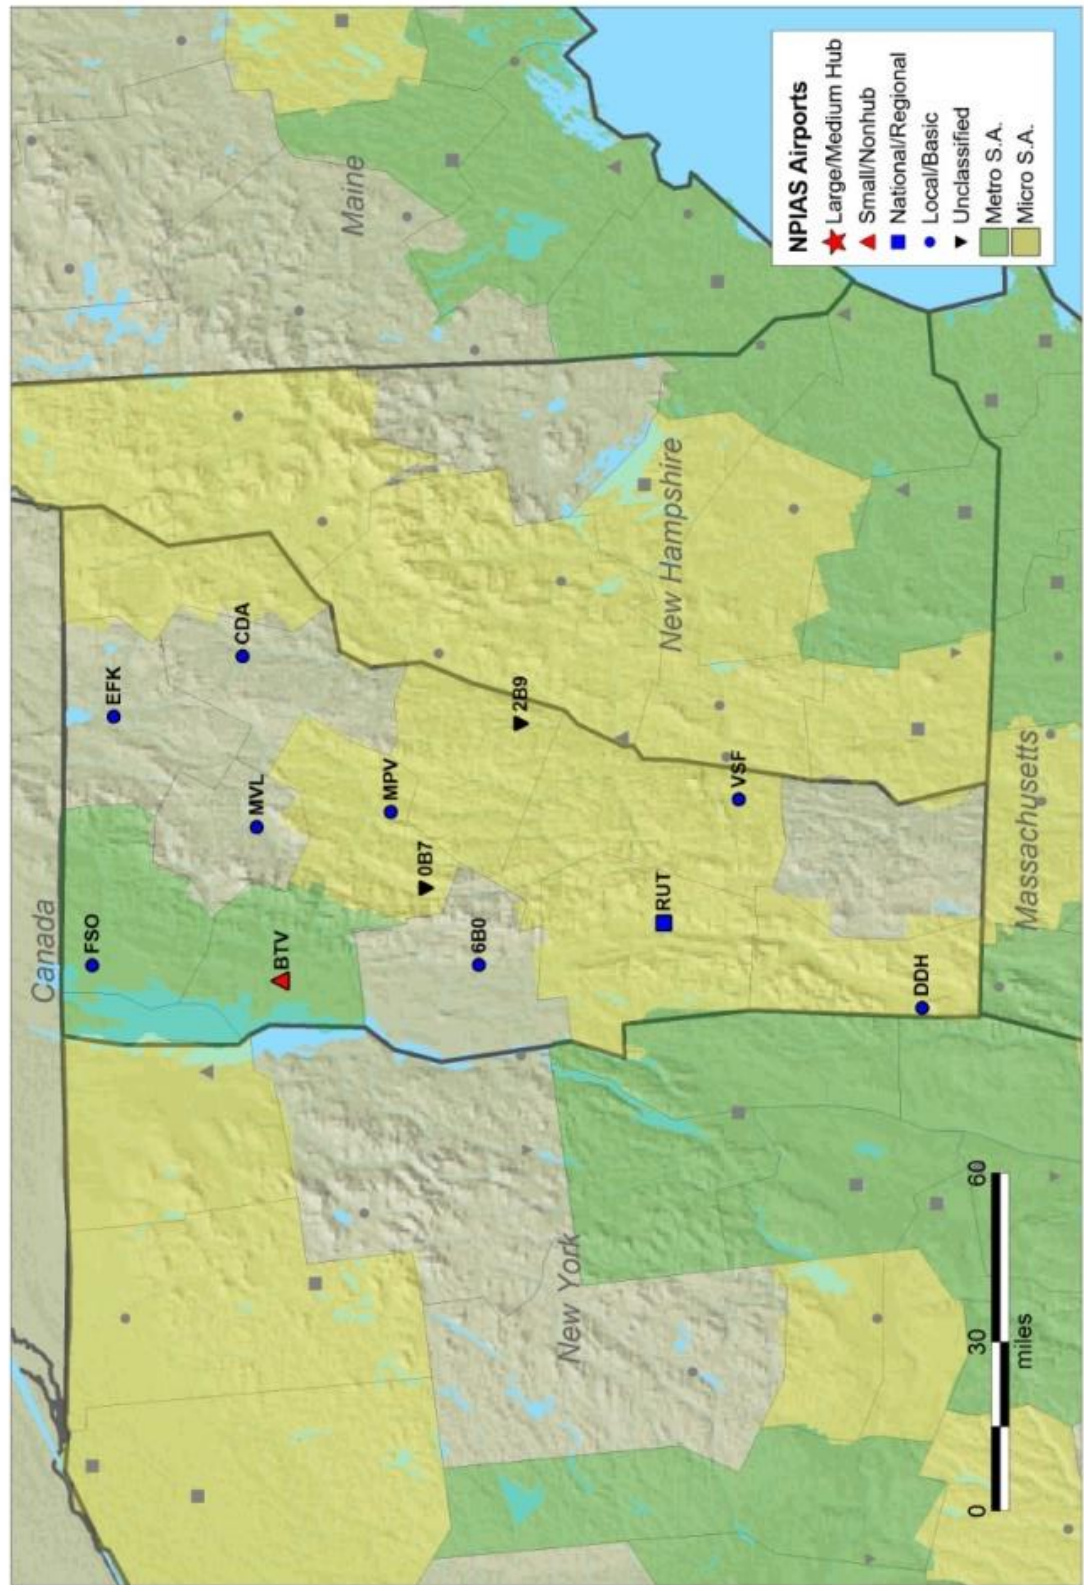 Canada
Maine
EFK
CDA
FSO
MVL
BTV
MPV
0B7
2B9
6B0
New Hampshire
RUT
VSF
New York
DDH
Massachusetts
NPIAS Airports
Large/Medium Hub
Small/Nonhub
National/Regional
Local/Basic
Unclassified
Metro S.A.
Micro S.A.
0 30 60
miles